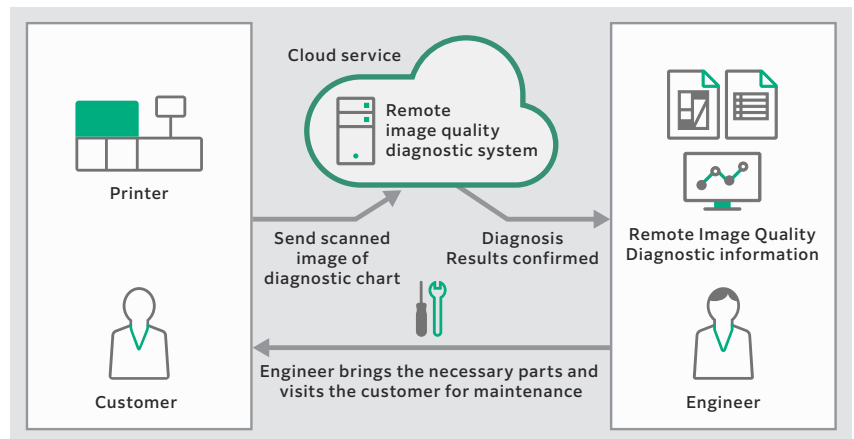 Cloud service
Remote
image quality
diagnostic system
Printer
Send scanned
image of
diagnostic chart
Diagnosis
Results confirmed
Remote Image Quality
Diagnostic information
Customer
Engineer brings the necessary parts and
visits the customer for maintenance
Engineer